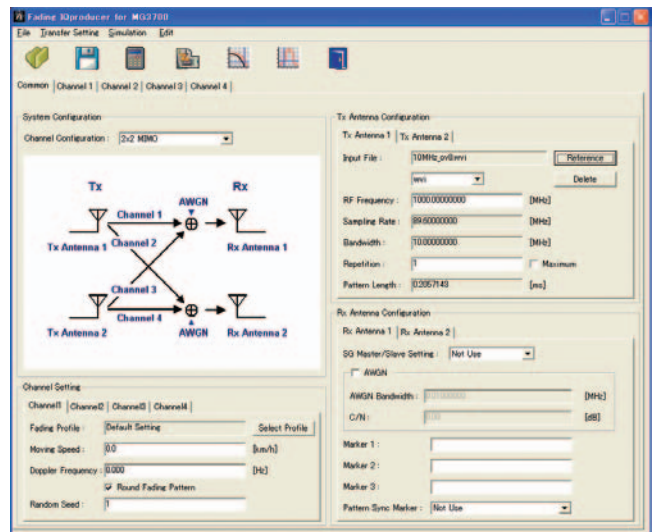 Fading IQproducer for MG3700
File Transfer Setting Simulation Edit
Common Channel 1 Channel 2 Channel 3 Channel 4
System Configuration
Channel Configuration : 2x2 MIMO
Tx Rx
AWGN
Channel 1
Tx Antenna 1 Channel 2 Rx Antenna 1
Channel 3
Channel 4
Tx Antenna 2 AWGN Rx Antenna 2
Channel Setting
Channel1 Channel2 Channel3 Channel4
Fading Profile : Default Setting Select Profile
Moving Speed : 0.0 [km/h]
Doppler Frequency : 0.000 [Hz]
Round Fading Pattern
Random Seed : 1
Tx Antenna Configuration
Tx Antenna 1 Tx Antenna 2
Input File : Reference
wvi Delete
RF Frequency : 1000.00000000 [MHz]
Sampling Rate : 89.60000000 [MHz]
Bandwidth : 10.00000000 [MHz]
Repetition : 1 Maximum
Pattern Length : 0.2057143 [ms]
Rx Antenna Configuration
Rx Antenna 1 Rx Antenna 2
SG Master/Slave Setting : Not Use
AWGN
AWGN Bandwidth : [MHz]
C/N : [dB]
Marker 1 :
Marker 2 :
Marker 3 :
Pattern Sync Marker : Not Use